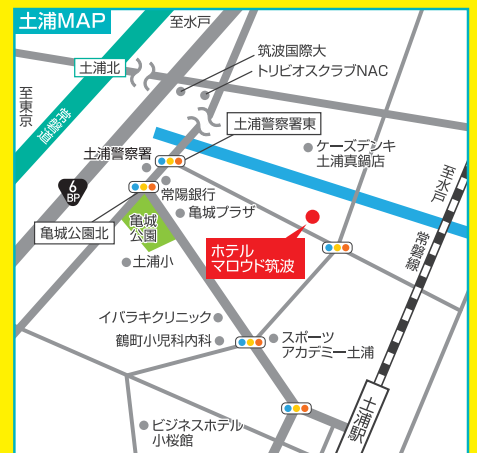 土浦MAP
至水戸
筑波国際大
トリビオスクラブNAC
土浦北
至東京
常磐道
土浦警察署東
ケーズデンキ
土浦真鍋店
土浦警察署
至水戸
6
BP
常陽銀行
亀城プラザ
亀城
公園
亀城公園北
ホテル
マロウド筑波
常磐線
土浦小
イバラキクリニック
鶴町小児科内科
スポーツ
アカデミー土浦
土浦駅
ビジネスホテル
小桜館